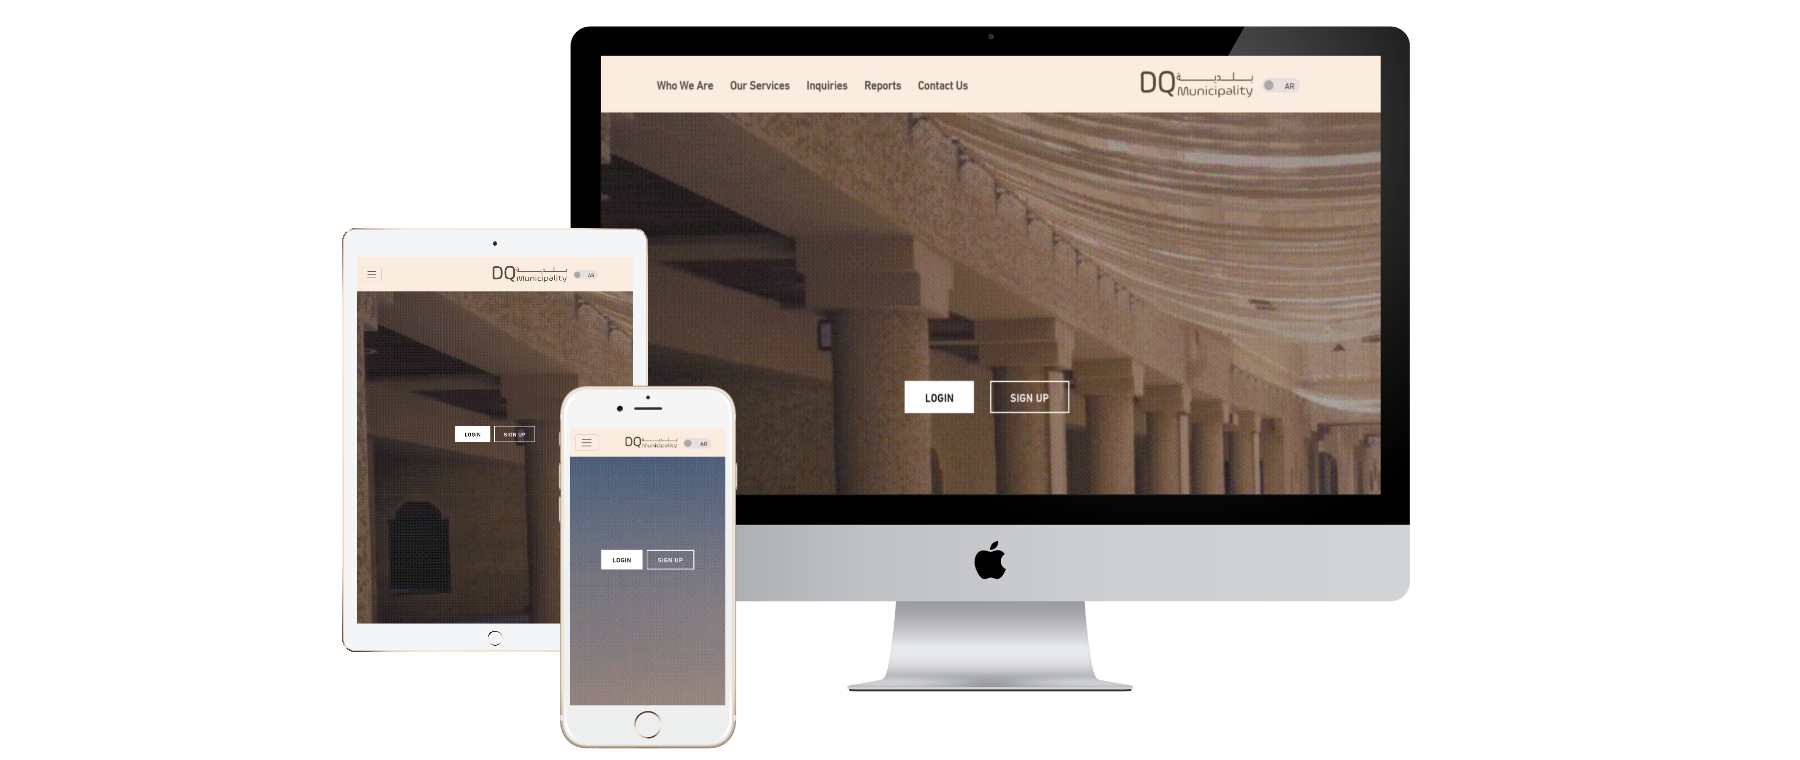 Who We Are Our Services Inquiries Reports Contact Us
DQ بلدية Municipality
AR
LOGIN SIGN UP
DQ بلدية Municipality
AR
LOGIN SIGN UP
DQ بلدية Municipality
AR
LOGIN SIGN UP